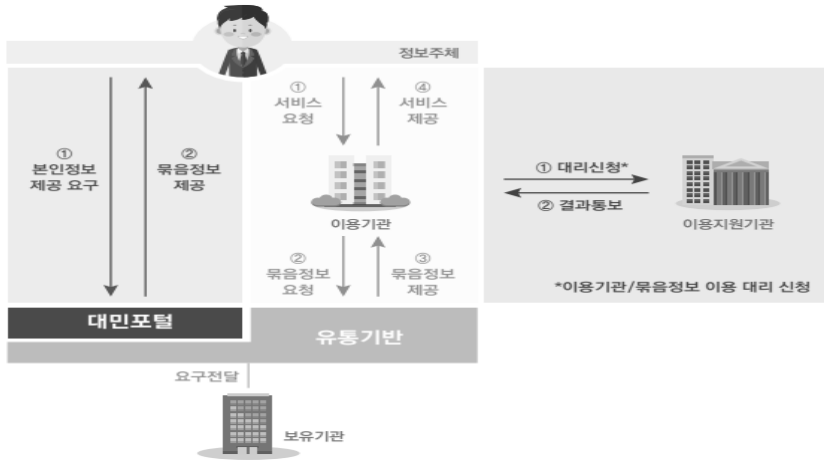 정보주체
①
본인정보
제공 요구
②
묶음정보
제공
①
서비스
요청
④
서비스
제공
이용기관
②
묶음정보
요청
③
묶음정보
제공
① 대리신청*
② 결과통보
이용지원기관
*이용기관/묶음정보 이용 대리 신청
대민포털
유통기반
요구전달
보유기관